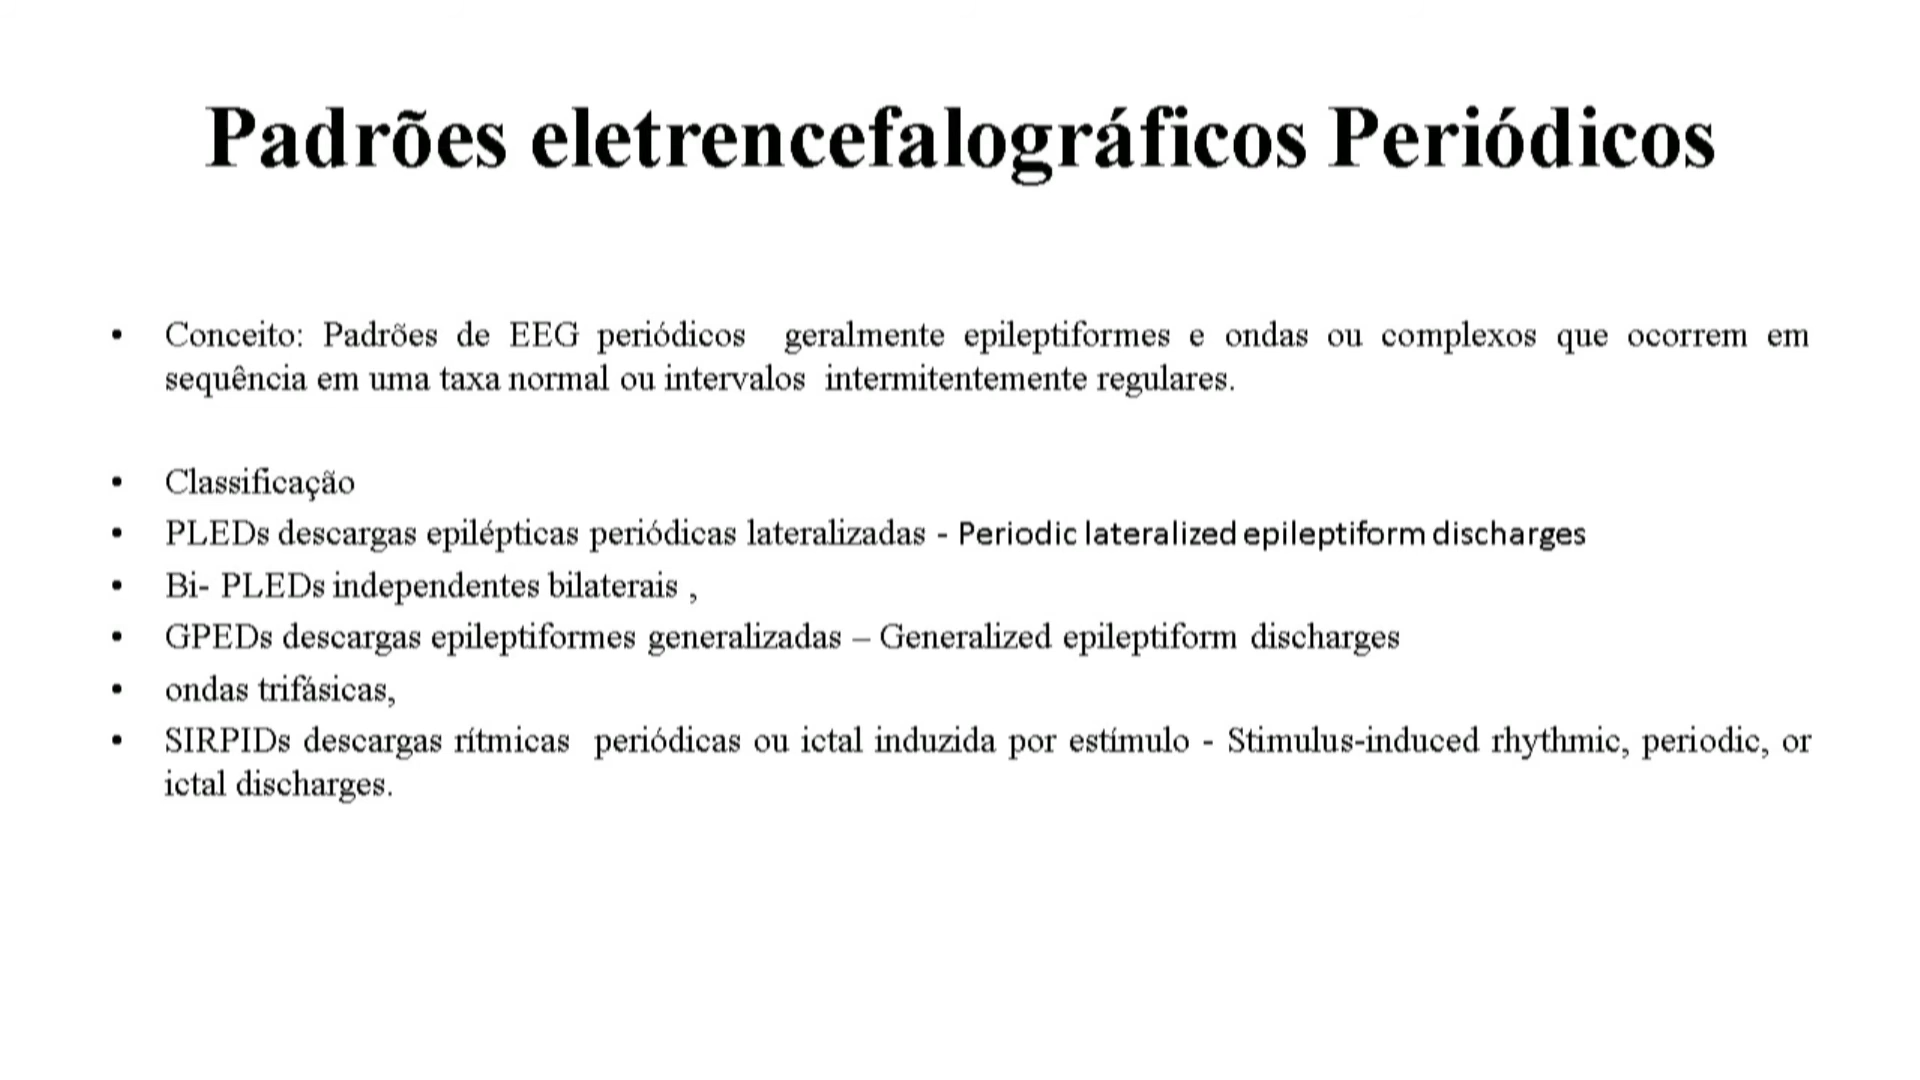 Padrões eletrencefalográficos Periódicos
• Conceito: Padrões de EEG periódicos geralmente epileptiformes e ondas ou complexos que ocorrem em
sequência em uma taxa normal ou intervalos intermitentemente regulares.
• Classificação
• PLEDs descargas epilépticas periódicas lateralizadas - Periodic lateralized epileptiform discharges
• Bi- PLEDs independentes bilaterais ,
• GPEDs descargas epileptiformes generalizadas – Generalized epileptiform discharges
• ondas trifásicas,
• SIRPIDs descargas rítmicas periódicas ou ictal induzida por estímulo - Stimulus-induced rhythmic, periodic, or
ictal discharges.